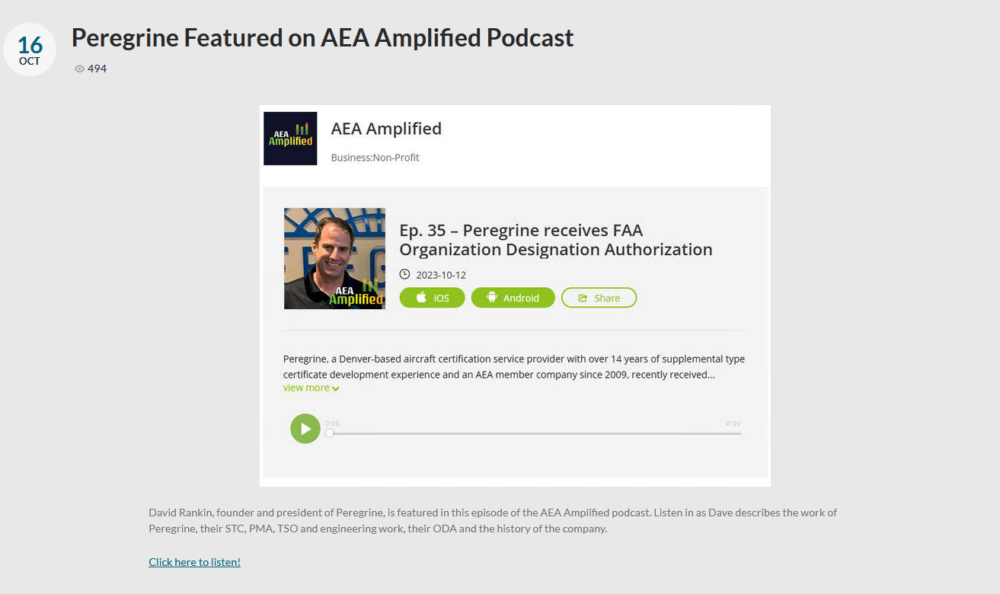 16
OCT
Peregrine Featured on AEA Amplified Podcast
494
AEA
Amplified
AEA Amplified
Business:Non-Profit
AEA
Amplified
Ep. 35 – Peregrine receives FAA
Organization Designation Authorization
2023-10-12
iOS
Android
Share
Peregrine, a Denver-based aircraft certification service provider with over 14 years of supplemental type
certificate development experience and an AEA member company since 2009, recently received...
view more
0:00
-0:00
David Rankin, founder and president of Peregrine, is featured in this episode of the AEA Amplified podcast. Listen in as Dave describes the work of
Peregrine, their STC, PMA, TSO and engineering work, their ODA and the history of the company.
Click here to listen!